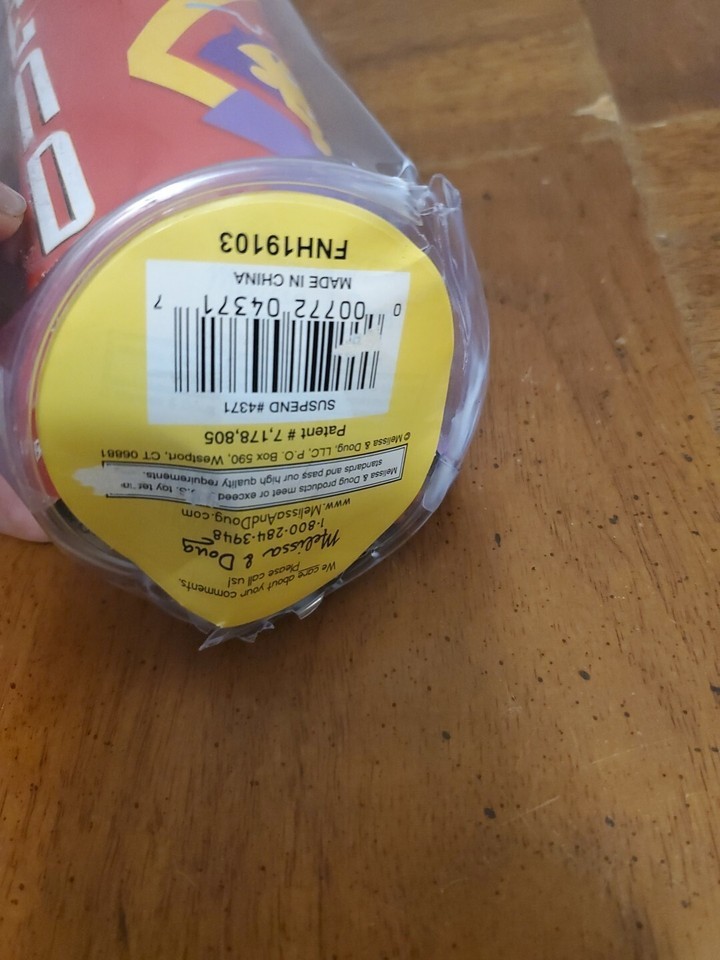 We care about your comments.
Please call us!
Melissa & Doug
1-800-284-3948
www.MelissaAndDoug.com
Melissa & Doug products meet or exceed toy
standards and pass our high quality requirements.
© Melissa & Doug, LLC, P.O. Box 590, Westport, CT 06881
Patent # 7,178,805
SUSPEND #4371
0 00772 04371 7
MADE IN CHINA
FNH19103